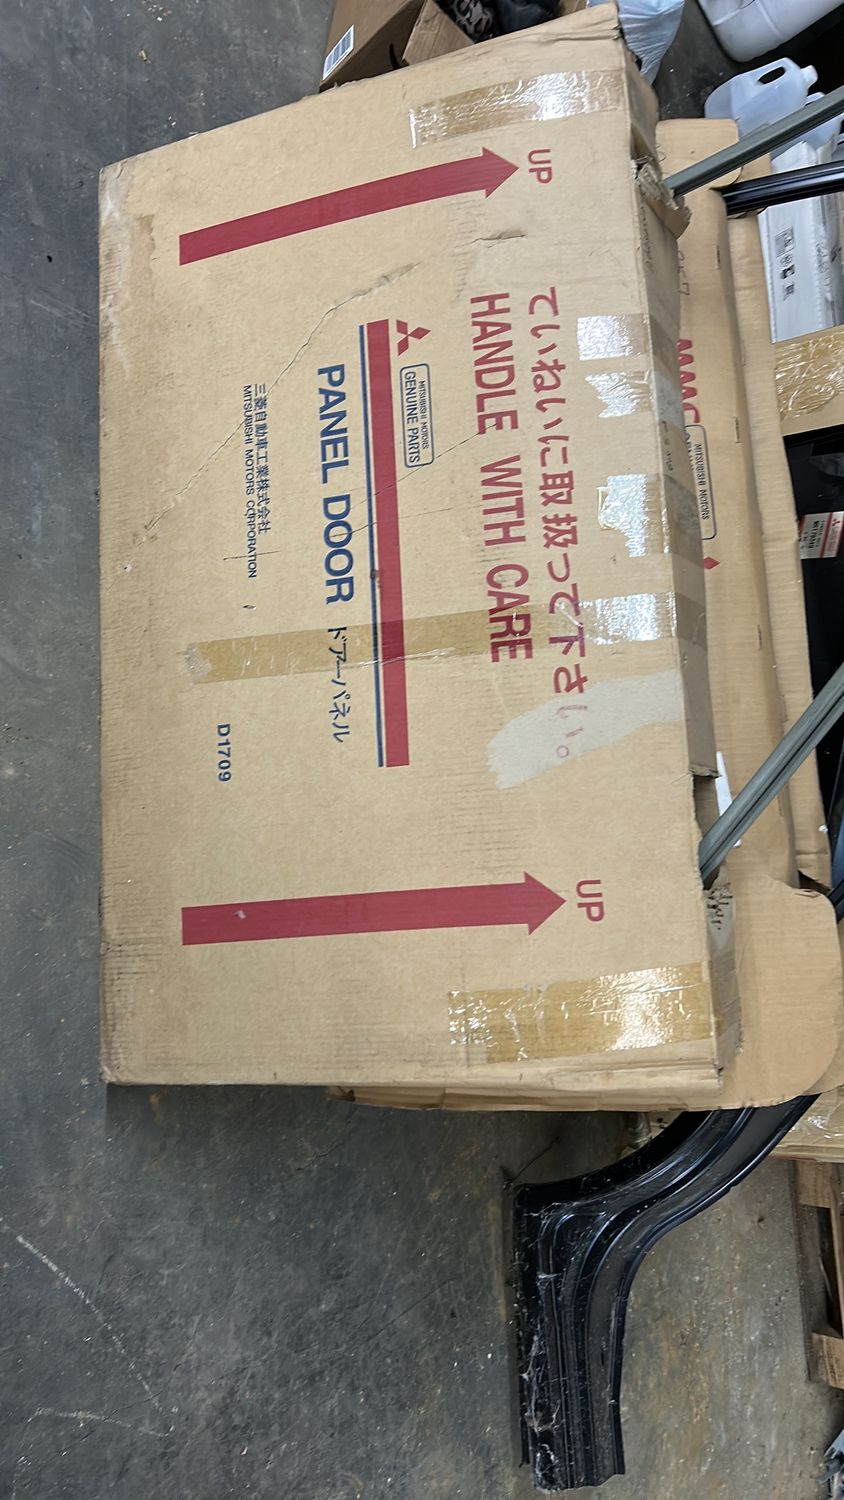 UP
UP
ていねいに取扱って下さい。
HANDLE WITH CARE
MITSUBISHI MOTORS
GENUINE PARTS
PANEL DOOR ドアーパネル
三菱自動車工業株式会社
MITSUBISHI MOTORS CORPORATION
D1709
MITSUBISHI MOTORS